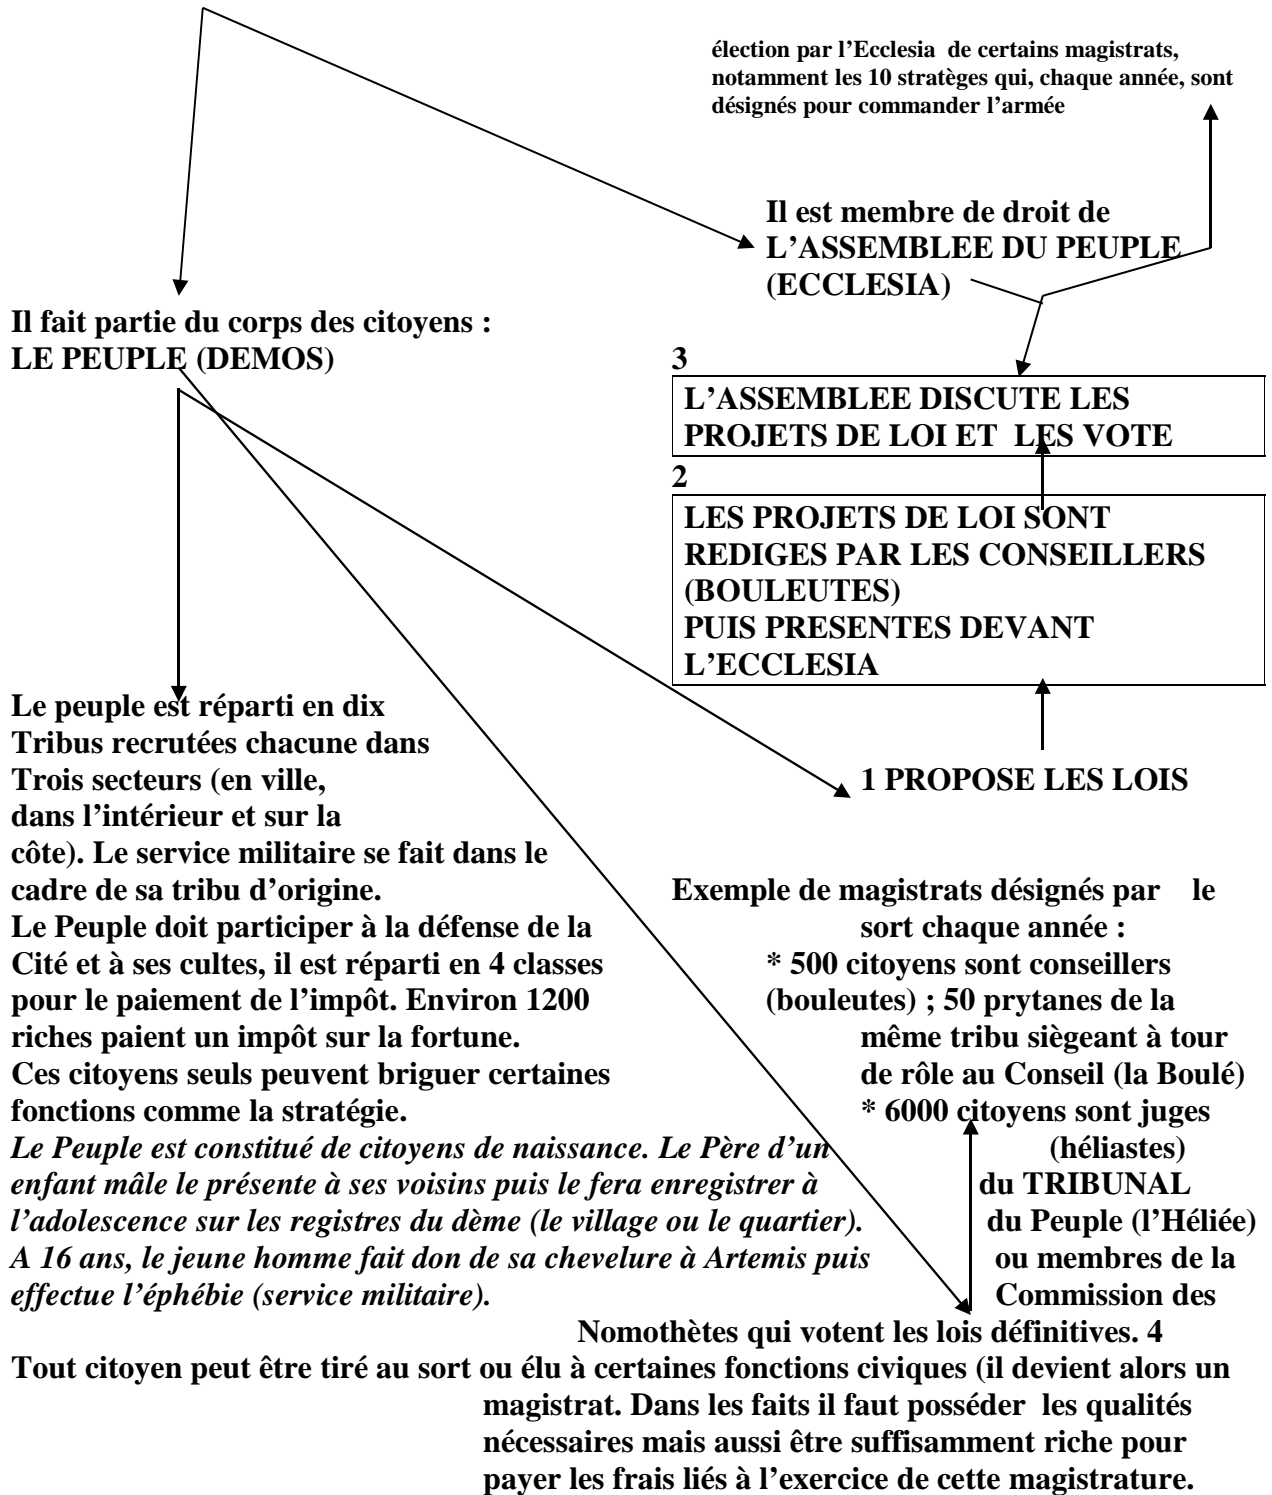 élection par l’Ecclesia de certains magistrats,
notamment les 10 stratèges qui, chaque année, sont
désignés pour commander l’armée
Il est membre de droit de
L’ASSEMBLEE DU PEUPLE
(ECCLESIA)
Il fait partie du corps des citoyens :
LE PEUPLE (DEMOS)
3
L’ASSEMBLEE DISCUTE LES
PROJETS DE LOI ET LES VOTE
2
LES PROJETS DE LOI SONT
REDIGES PAR LES CONSEILLERS
(BOULEUTES)
PUIS PRESENTES DEVANT
L’ECCLESIA
1 PROPOSE LES LOIS
Le peuple est réparti en dix
Tribus recrutées chacune dans
Trois secteurs (en ville,
dans l’intérieur et sur la
côte). Le service militaire se fait dans le
cadre de sa tribu d’origine.
Le Peuple doit participer à la défense de la
Cité et à ses cultes, il est réparti en 4 classes
pour le paiement de l’impôt. Environ 1200
riches paient un impôt sur la fortune.
Ces citoyens seuls peuvent briguer certaines
fonctions comme la stratégie.
Le Peuple est constitué de citoyens de naissance. Le Père d’un
enfant mâle le présente à ses voisins puis le fera enregistrer à
l’adolescence sur les registres du dème (le village ou le quartier).
A 16 ans, le jeune homme fait don de sa chevelure à Artemis puis
effectue l’éphébie (service militaire).
Exemple de magistrats désignés par le
sort chaque année :
* 500 citoyens sont conseillers
(bouleutes) ; 50 prytanes de la
même tribu siégeant à tour
de rôle au Conseil (la Boulé)
* 6000 citoyens sont juges
(héliastes)
du TRIBUNAL
du Peuple (l’Héliée)
ou membres de la
Commission des
Nomothètes qui votent les lois définitives. 4
Tout citoyen peut être tiré au sort ou élu à certaines fonctions civiques (il devient alors un
magistrat. Dans les faits il faut posséder les qualités
nécessaires mais aussi être suffisamment riche pour
payer les frais liés à l’exercice de cette magistrature.